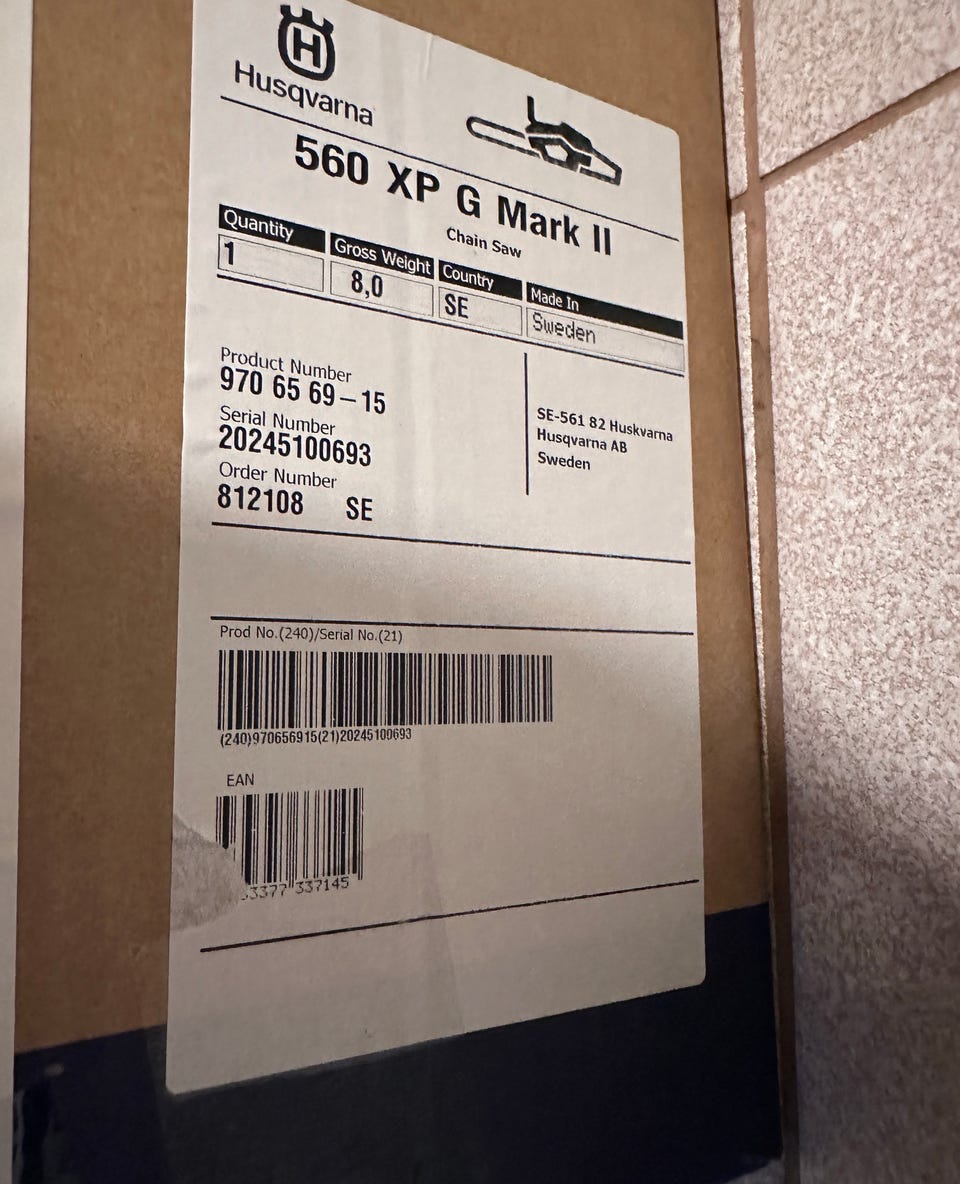 H
Husqvarna
560 XP G Mark II
Chain Saw
Quantity Gross Weight Country Made In
1 8,0 SE Sweden
Product Number
970 65 69-15
Serial Number
20245100693
Order Number
812108 SE
SE-561 82 Huskvarna
Husqvarna AB
Sweden
Prod No.(240)/Serial No.(21)
(240)970656915(21)20245100693
EAN
3377 337145